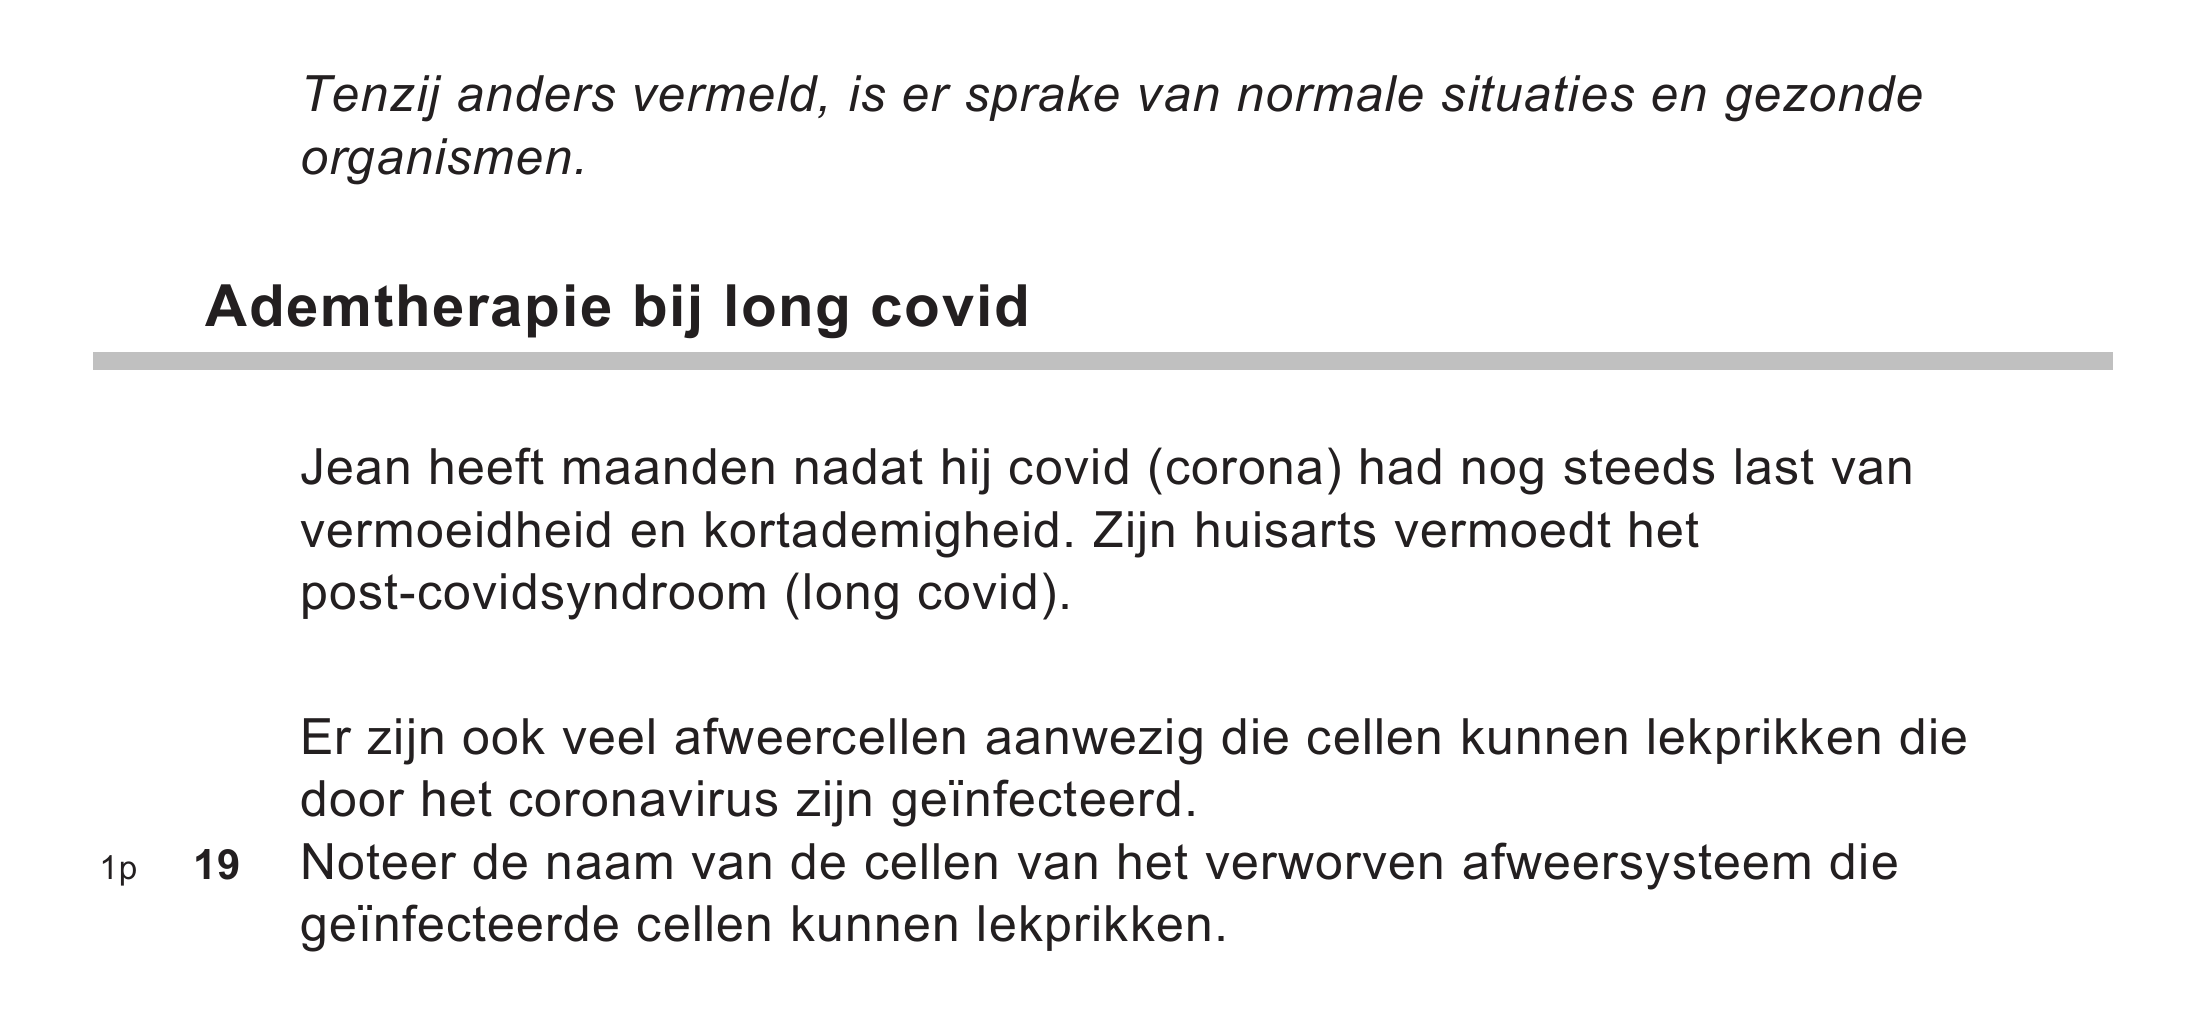 Tenzij anders vermeld, is er sprake van normale situaties en gezonde
organismen.
Ademtherapie bij long covid
Jean heeft maanden nadat hij covid (corona) had nog steeds last van
vermoeidheid en kortademigheid. Zijn huisarts vermoedt het
post-covidsyndroom (long covid).
Er zijn ook veel afweercellen aanwezig die cellen kunnen lekprikken die
door het coronavirus zijn geïnfecteerd.
1p 19 Noteer de naam van de cellen van het verworven afweersysteem die
geïnfecteerde cellen kunnen lekprikken.